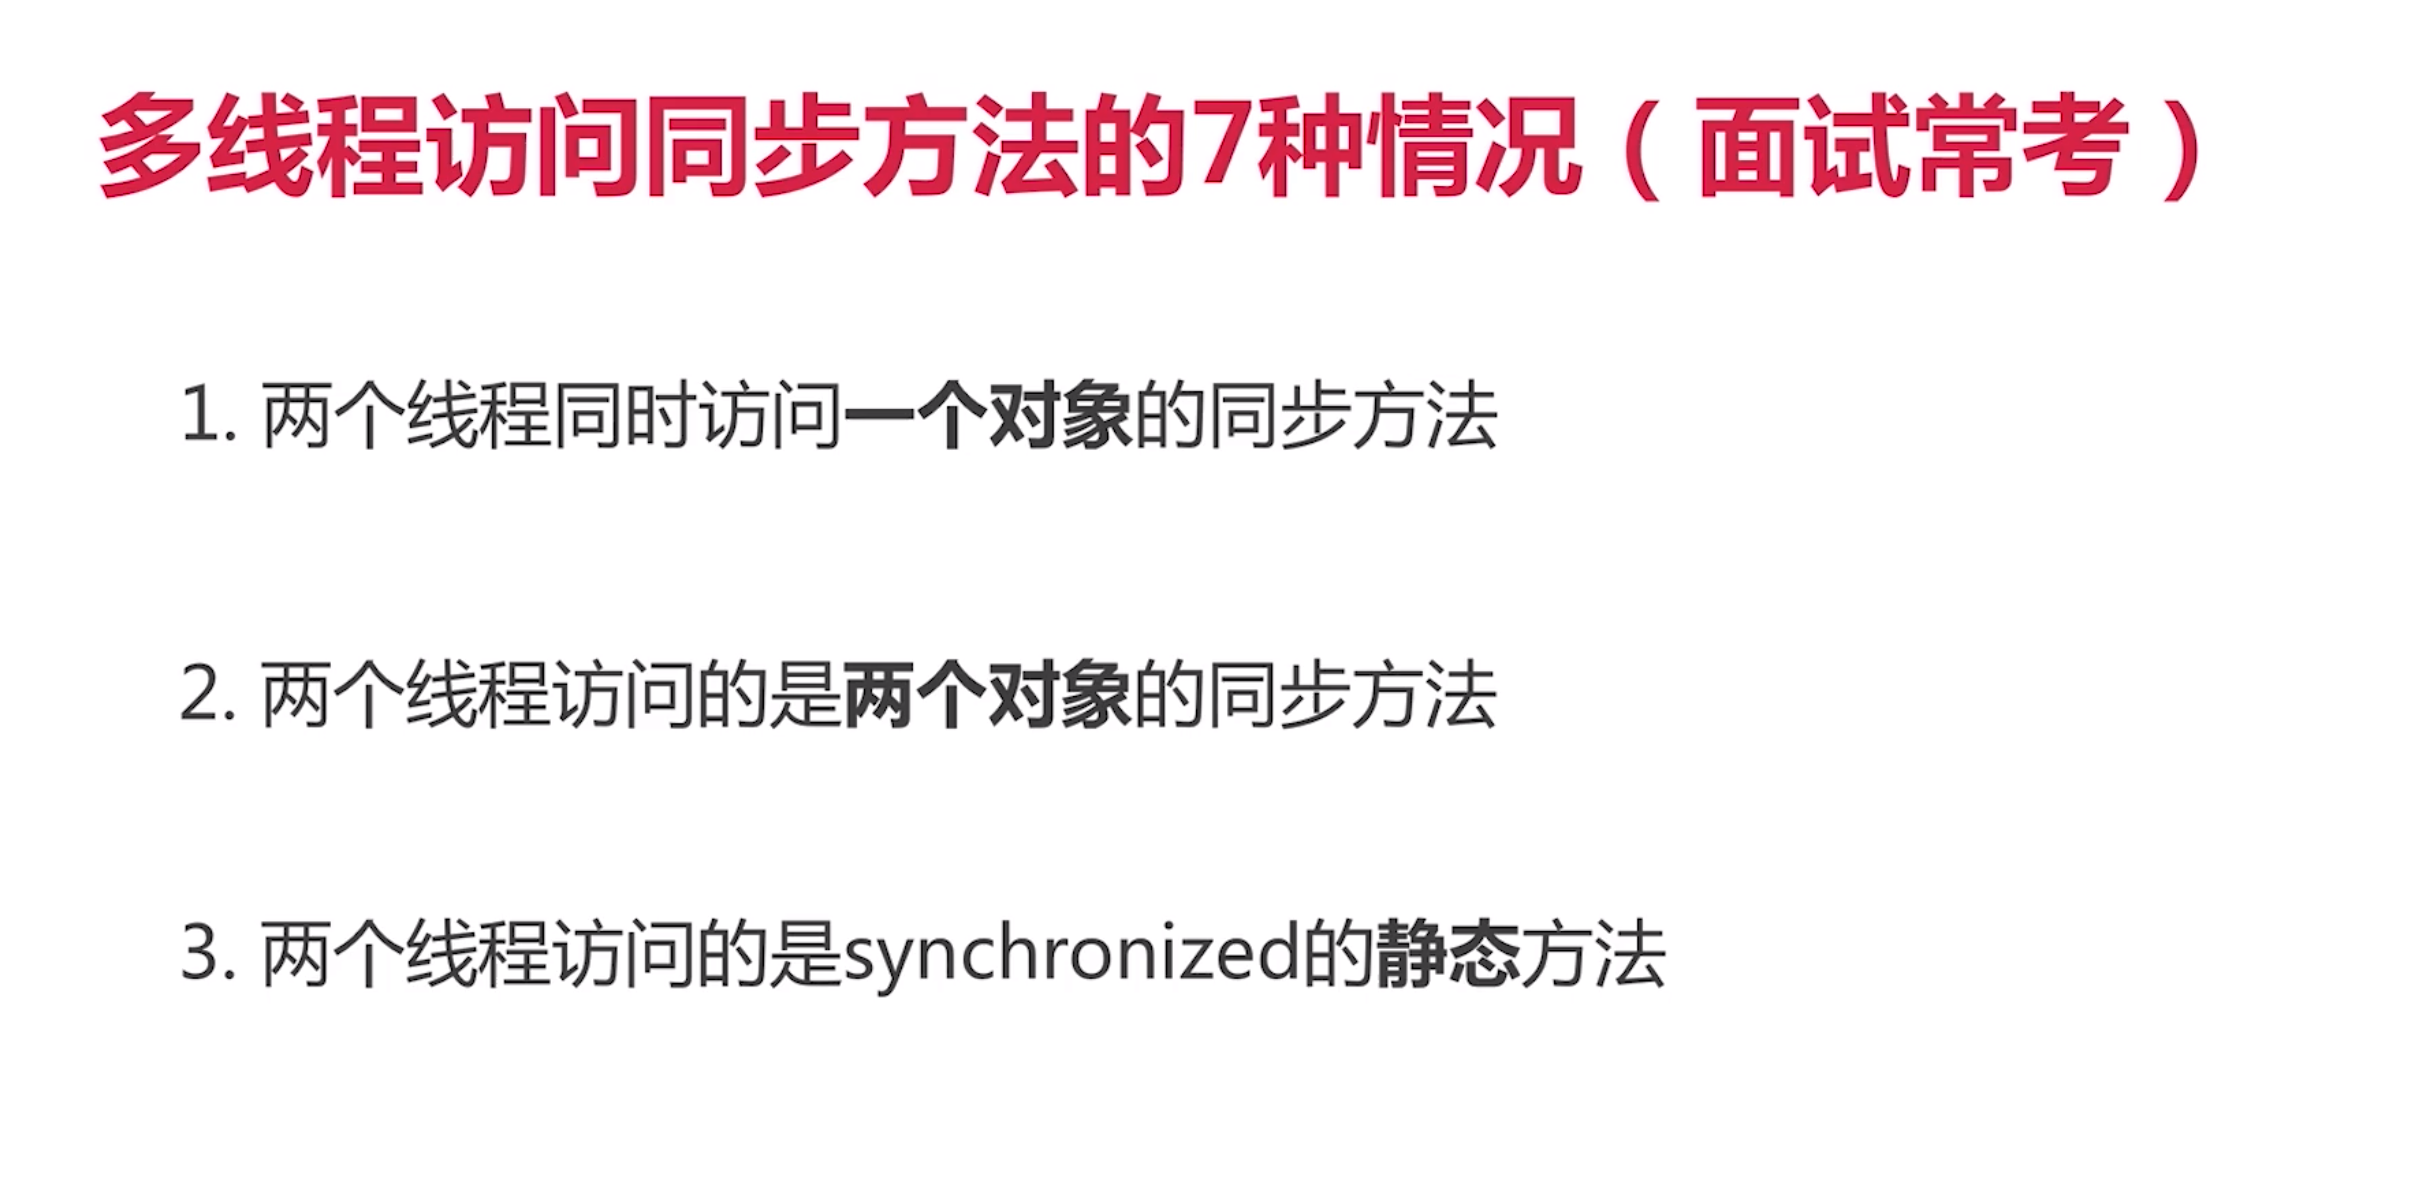 多线程访问同步方法的7种情况（面试常考）
1. 两个线程同时访问一个对象的同步方法
2. 两个线程访问的是两个对象的同步方法
3. 两个线程访问的是synchronized的静态方法